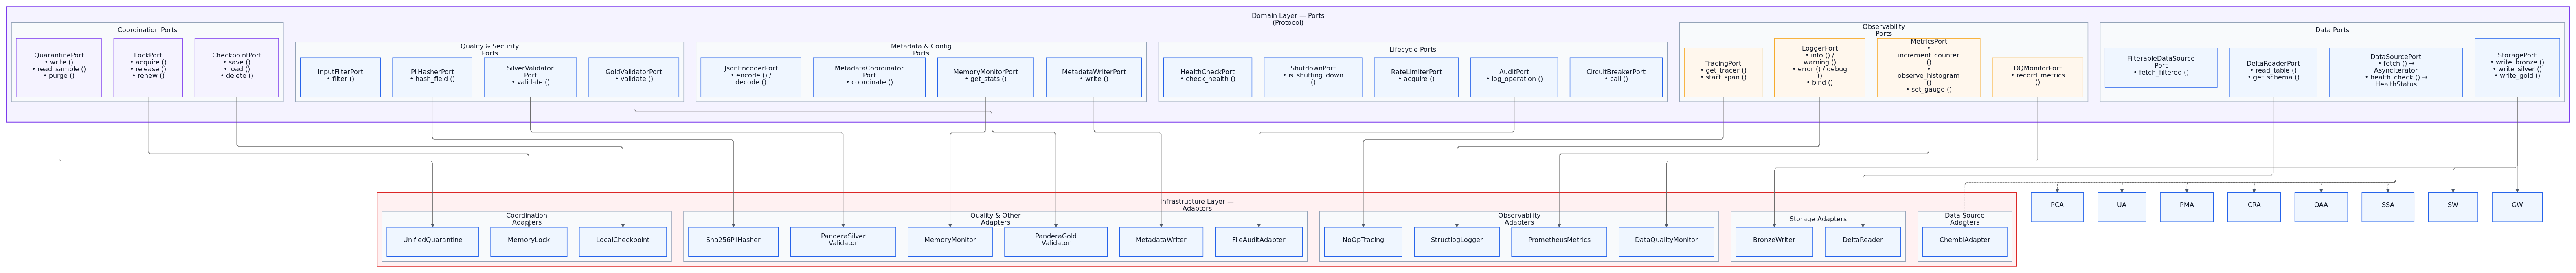 Domain Layer — Ports
(Protocol)
Coordination Ports
QuarantinePort
• write ()
• read_sample ()
• purge ()
LockPort
• acquire ()
• release ()
• renew ()
CheckpointPort
• save ()
• load ()
• delete ()
Quality & Security
Ports
InputFilterPort
• filter ()
PiiHasherPort
• hash_field ()
SilverValidator
Port
• validate ()
GoldValidatorPort
• validate ()
Metadata & Config
Ports
JsonEncoderPort
• encode () /
decode ()
MetadataCoordinator
Port
• coordinate ()
MemoryMonitorPort
• get_stats ()
MetadataWriterPort
• write ()
Lifecycle Ports
HealthCheckPort
• check_health ()
ShutdownPort
• is_shutting_down
()
RateLimiterPort
• acquire ()
AuditPort
• log_operation ()
CircuitBreakerPort
• call ()
Observability
Ports
TracingPort
• get_tracer ()
• start_span ()
LoggerPort
• info () /
warning ()
• error () / debug
()
• bind ()
MetricsPort
•
increment_counter
()
•
observe_histogram
()
• set_gauge ()
DQMonitorPort
• record_metrics
()
Data Ports
FilterableDataSource
Port
• fetch_filtered ()
DeltaReaderPort
• read_table ()
• get_schema ()
DataSourcePort
• fetch () →
AsyncIterator
• health_check () →
HealthStatus
StoragePort
• write_bronze ()
• write_silver ()
• write_gold ()
Infrastructure Layer —
Adapters
Coordination
Adapters
UnifiedQuarantine
MemoryLock
LocalCheckpoint
Quality & Other
Adapters
Sha256PiiHasher
PanderaSilver
Validator
MemoryMonitor
PanderaGold
Validator
MetadataWriter
FileAuditAdapter
Observability
Adapters
NoOpTracing
StructlogLogger
PrometheusMetrics
DataQualityMonitor
Storage Adapters
BronzeWriter
DeltaReader
Data Source
Adapters
ChemblAdapter
PCA
UA
PMA
CRA
OAA
SSA
SW
GW